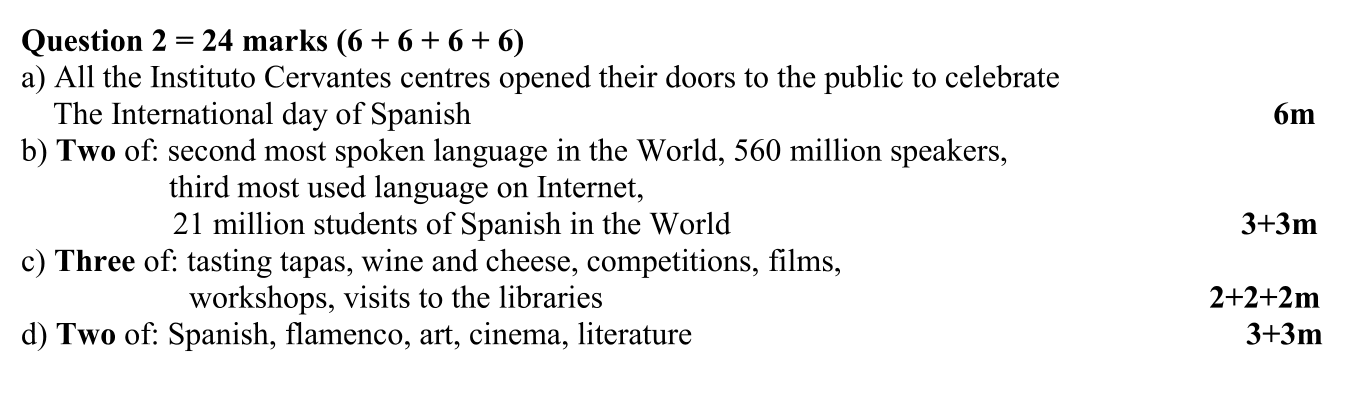 Question 2 = 24 marks (6 + 6 + 6 + 6)
a) All the Instituto Cervantes centres opened their doors to the public to celebrate
The International day of Spanish 6m
b) Two of: second most spoken language in the World, 560 million speakers,
third most used language on Internet,
21 million students of Spanish in the World 3+3m
c) Three of: tasting tapas, wine and cheese, competitions, films,
workshops, visits to the libraries 2+2+2m
d) Two of: Spanish, flamenco, art, cinema, literature 3+3m